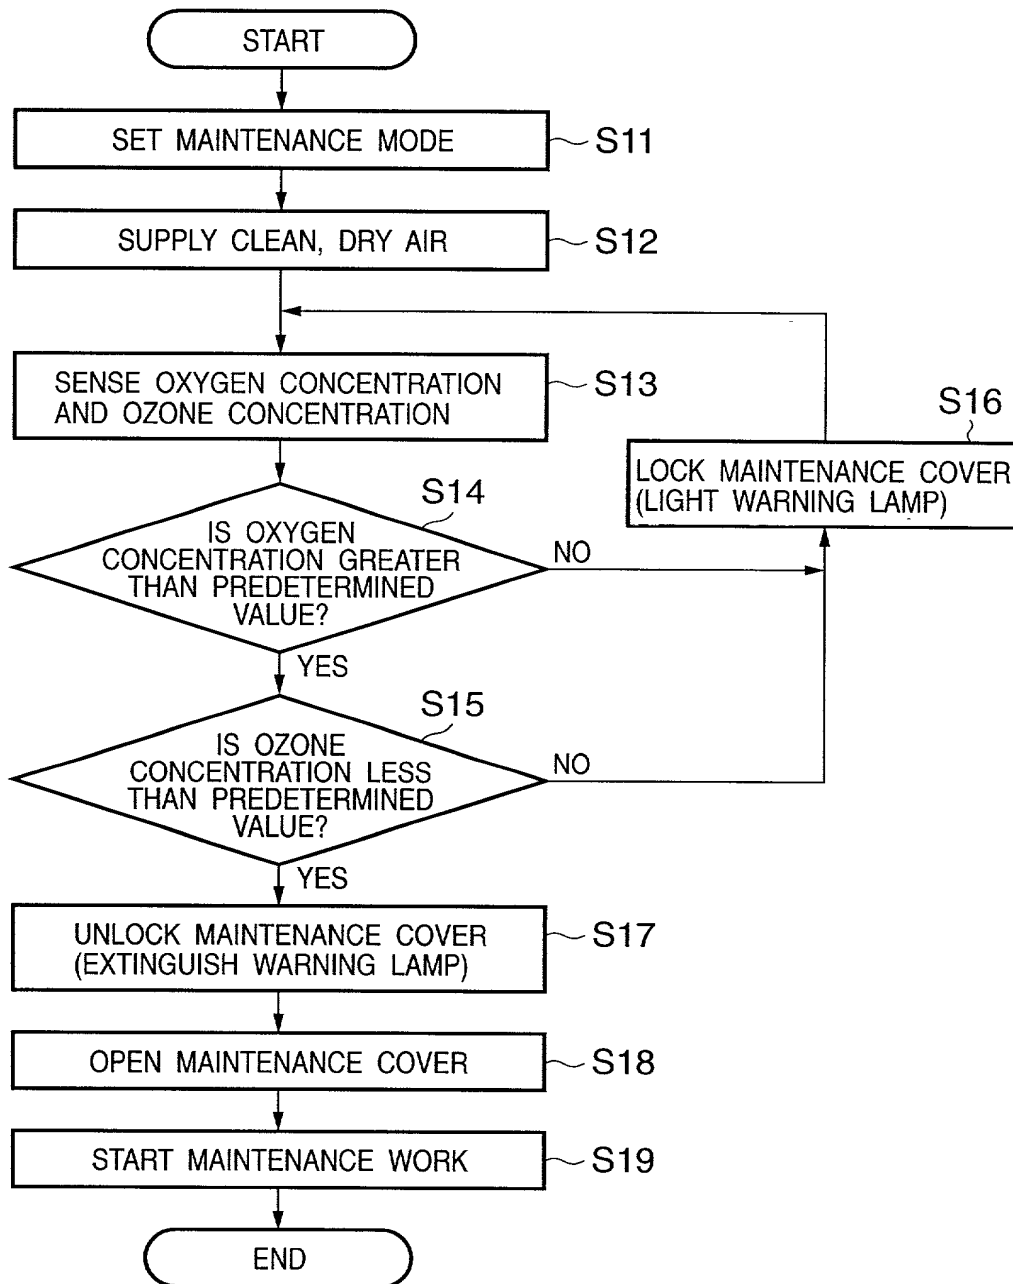 START
SET MAINTENANCE MODE
S11
SUPPLY CLEAN, DRY AIR
S12
SENSE OXYGEN CONCENTRATION
AND OZONE CONCENTRATION
S13
S16
LOCK MAINTENANCE COVER
(LIGHT WARNING LAMP)
S14
IS OXYGEN
CONCENTRATION GREATER
THAN PREDETERMINED
VALUE?
NO
YES
S15
IS OZONE
CONCENTRATION LESS
THAN PREDETERMINED
VALUE?
NO
YES
UNLOCK MAINTENANCE COVER
(EXTINGUISH WARNING LAMP)
S17
OPEN MAINTENANCE COVER
S18
START MAINTENANCE WORK
S19
END